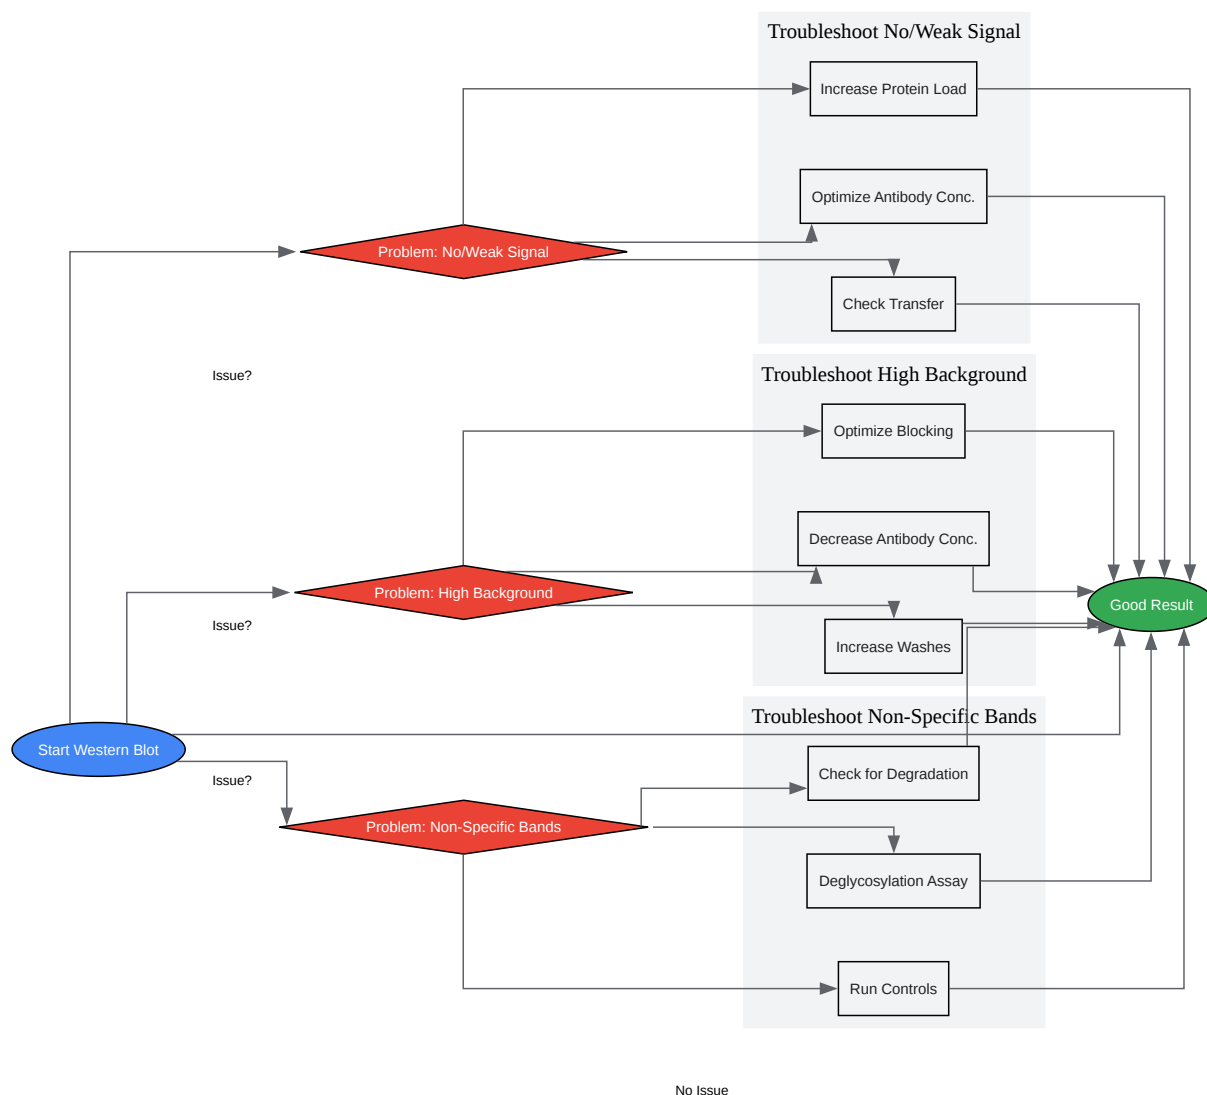 Troubleshoot No/Weak Signal
Increase Protein Load
Optimize Antibody Conc.
Problem: No/Weak Signal
Check Transfer
Issue?
Troubleshoot High Background
Optimize Blocking
Decrease Antibody Conc.
Problem: High Background
Good Result
Issue?
Increase Washes
Troubleshoot Non-Specific Bands
Start Western Blot
Issue?
Check for Degradation
Problem: Non-Specific Bands
Deglycosylation Assay
Run Controls
No Issue